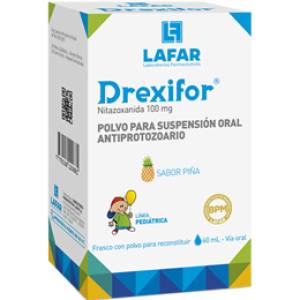 LAFAR
Laboratorios Farmacéuticos
Drexifor®
Nitazoxanida 100 mg
POLVO PARA SUSPENSIÓN ORAL
ANTIPROTOZOARIO
SABOR PIÑA
LÍNEA
PEDIÁTRICA
BPM
Frasco con polvo para reconstituir
60 mL - Vía oral